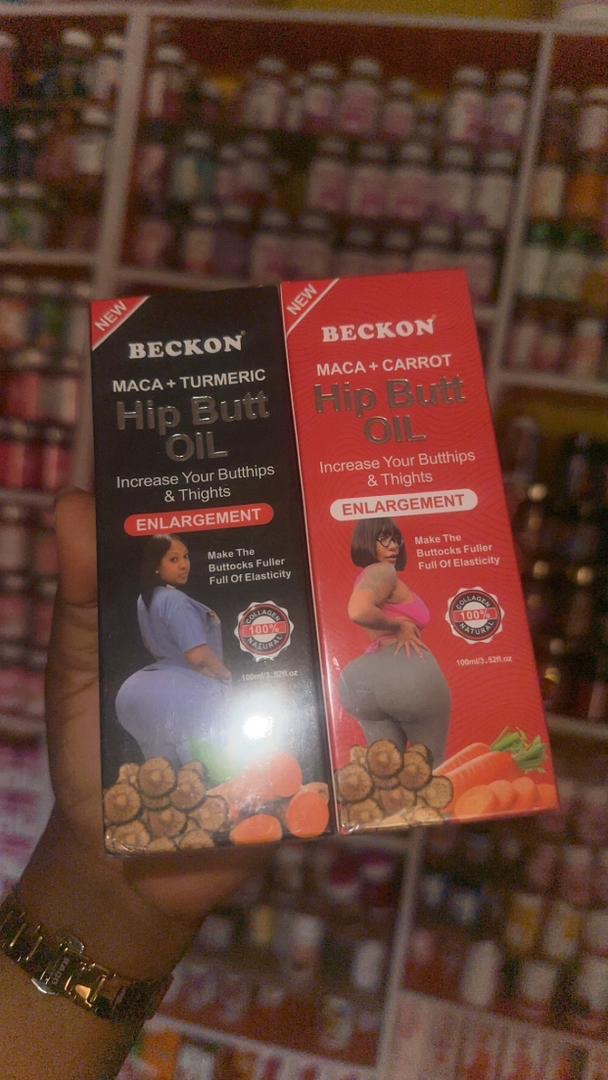 NEW
BECKON
MACA + TURMERIC
Hip Butt
OIL
Increase Your Butthips
& Thights
ENLARGEMENT
Make The
Buttocks Fuller
Full Of Elasticity
COLLAGEN
100%
NATURAL
100ml/3..52fl.oz
NEW
BECKON
MACA + CARROT
Hip Butt
OIL
Increase Your Butthips
& Thights
ENLARGEMENT
Make The
Buttocks Fuller
Full Of Elasticity
COLLAGEN
100%
NATURAL
100ml/3..52fl.oz
RADO